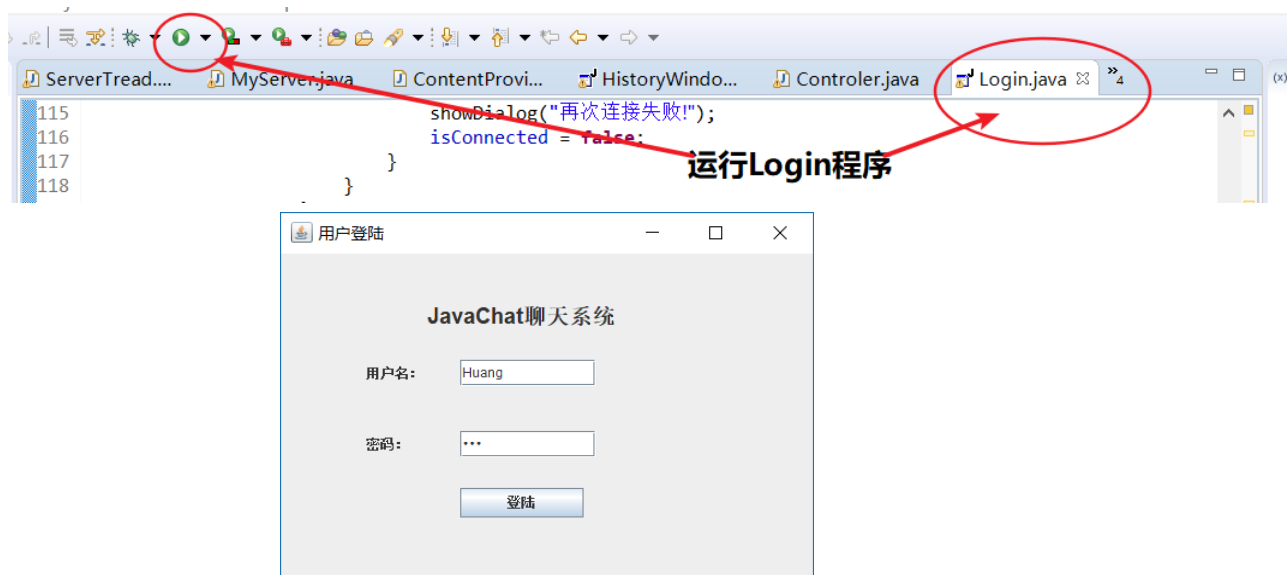 ServerTread.... MyServer.java ContentProvi... HistoryWindo... Controler.java Login.java »4 (x)
115 showDialog("再次连接失败!");
116 isConnected = false;
117 }
118 }
运行Login程序
用户登陆
JavaChat聊天系统
用户名： Huang
密码： •••
登陆